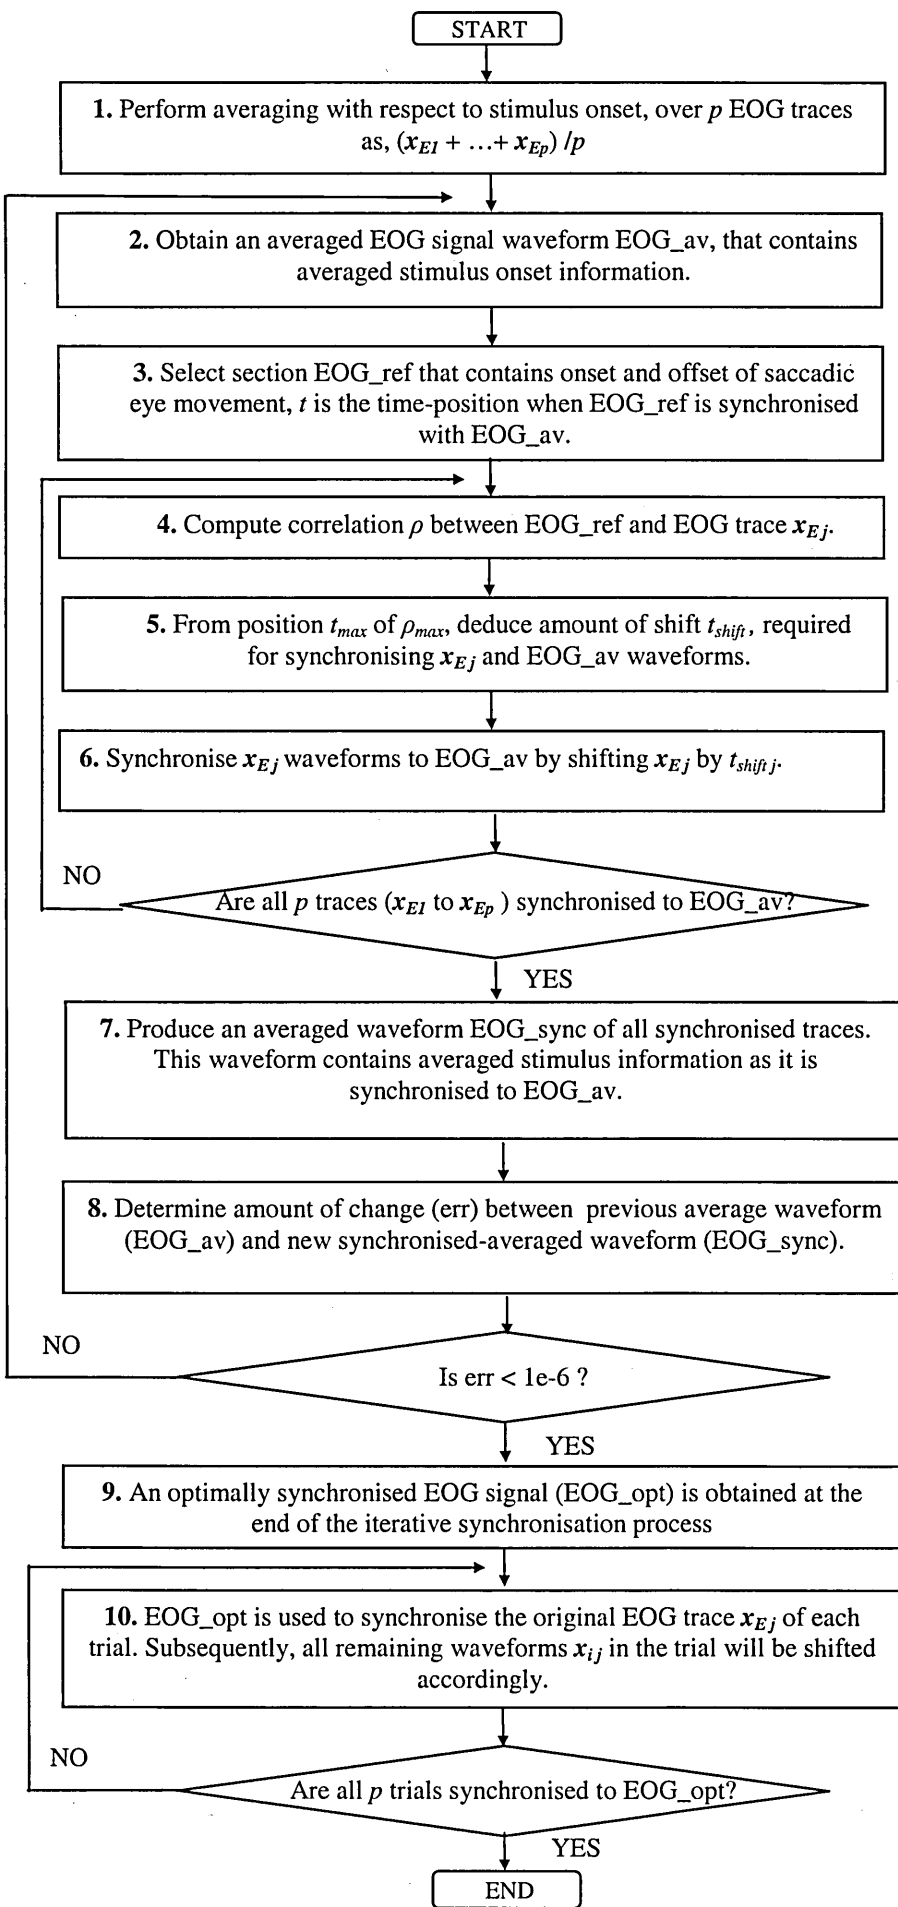 START
1. Perform averaging with respect to stimulus onset, over p EOG traces
as, (xE1 + …+ xEp) /p
2. Obtain an averaged EOG signal waveform EOG_av, that contains
averaged stimulus onset information.
3. Select section EOG_ref that contains onset and offset of saccadic
eye movement, t is the time-position when EOG_ref is synchronised
with EOG_av.
4. Compute correlation ρ between EOG_ref and EOG trace xEj.
5. From position tmax of ρmax, deduce amount of shift tshift, required
for synchronising xEj and EOG_av waveforms.
6. Synchronise xEj waveforms to EOG_av by shifting xEj by tshift j.
NO
Are all p traces (xE1 to xEp ) synchronised to EOG_av?
YES
7. Produce an averaged waveform EOG_sync of all synchronised traces.
This waveform contains averaged stimulus information as it is
synchronised to EOG_av.
8. Determine amount of change (err) between previous average waveform
(EOG_av) and new synchronised-averaged waveform (EOG_sync).
NO
Is err < 1e-6 ?
YES
9. An optimally synchronised EOG signal (EOG_opt) is obtained at the
end of the iterative synchronisation process
10. EOG_opt is used to synchronise the original EOG trace xEj of each
trial. Subsequently, all remaining waveforms xij in the trial will be shifted
accordingly.
NO
Are all p trials synchronised to EOG_opt?
YES
END